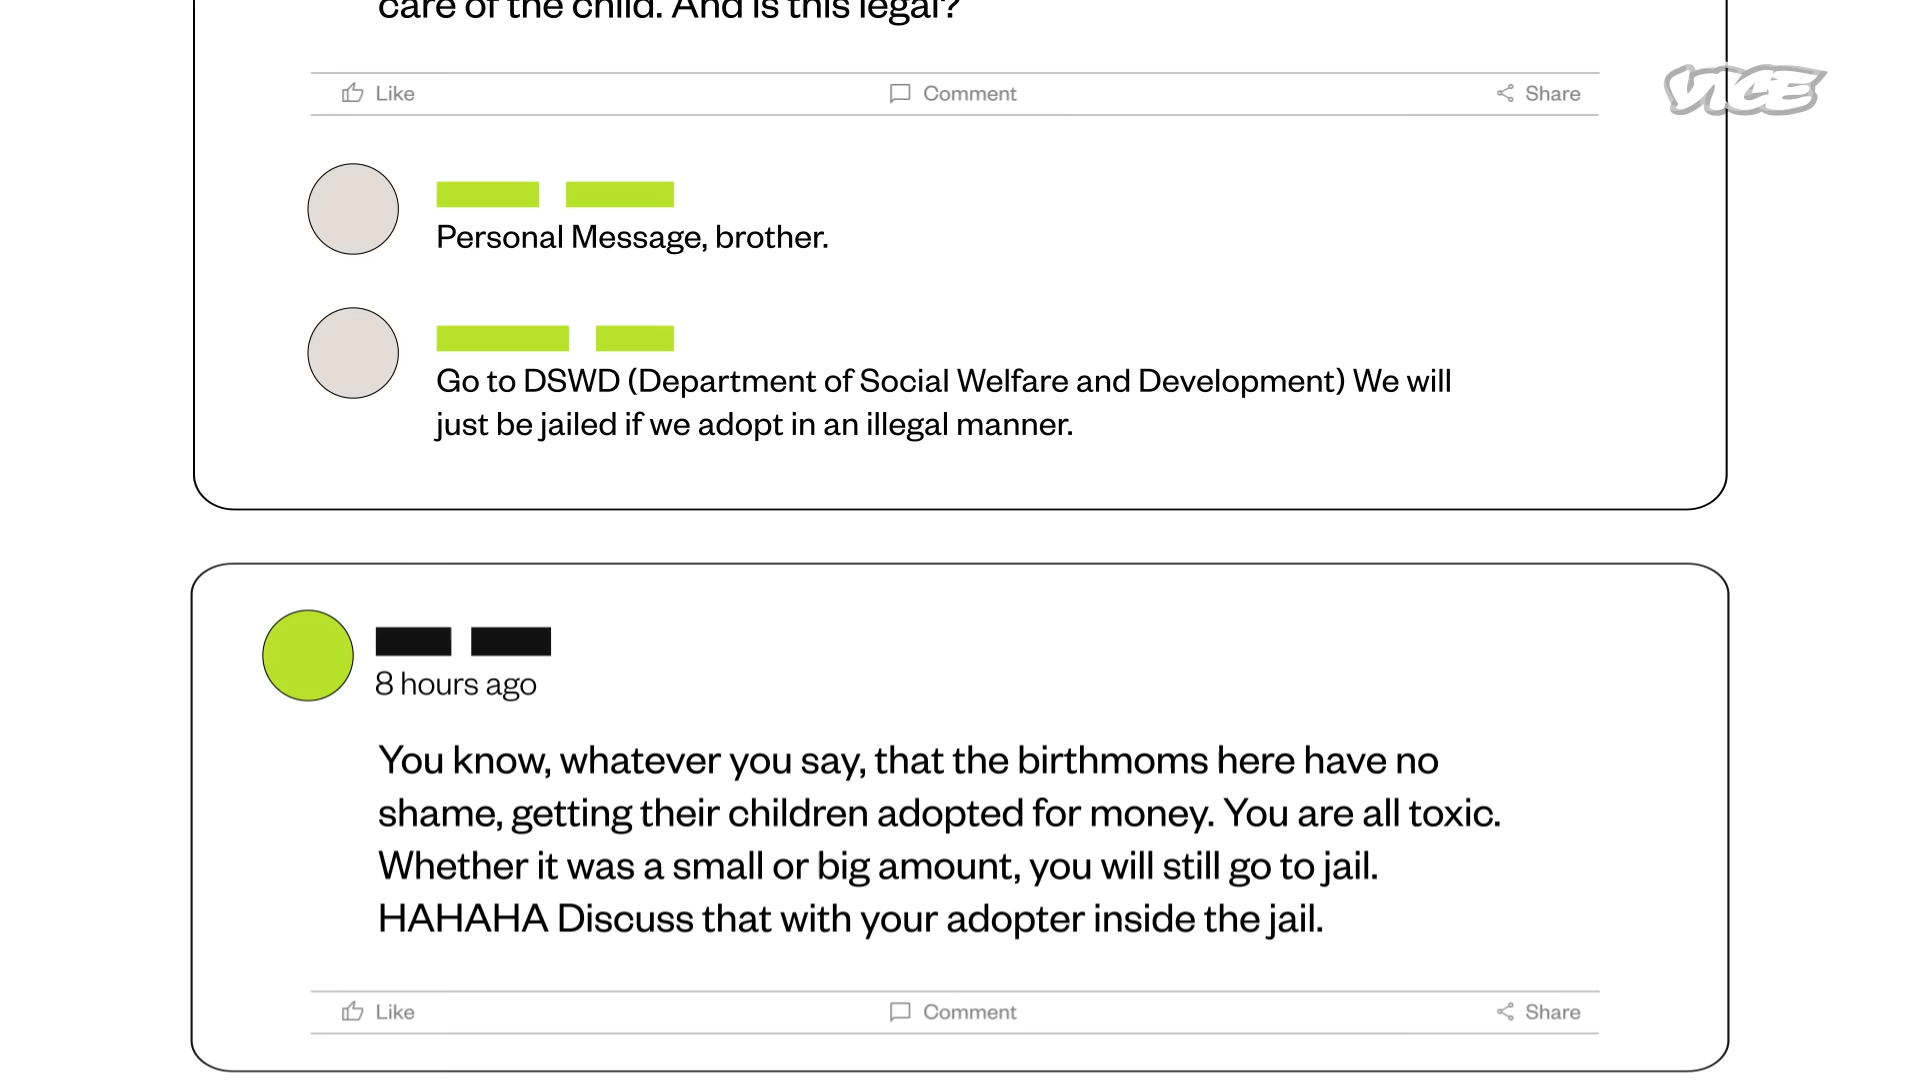 care of the child. And is this legal?
Like Comment Share
VICE
Personal Message, brother.
Go to DSWD (Department of Social Welfare and Development) We will
just be jailed if we adopt in an illegal manner.
8 hours ago
You know, whatever you say, that the birthmoms here have no
shame, getting their children adopted for money. You are all toxic.
Whether it was a small or big amount, you will still go to jail.
HAHAHA Discuss that with your adopter inside the jail.
Like Comment Share